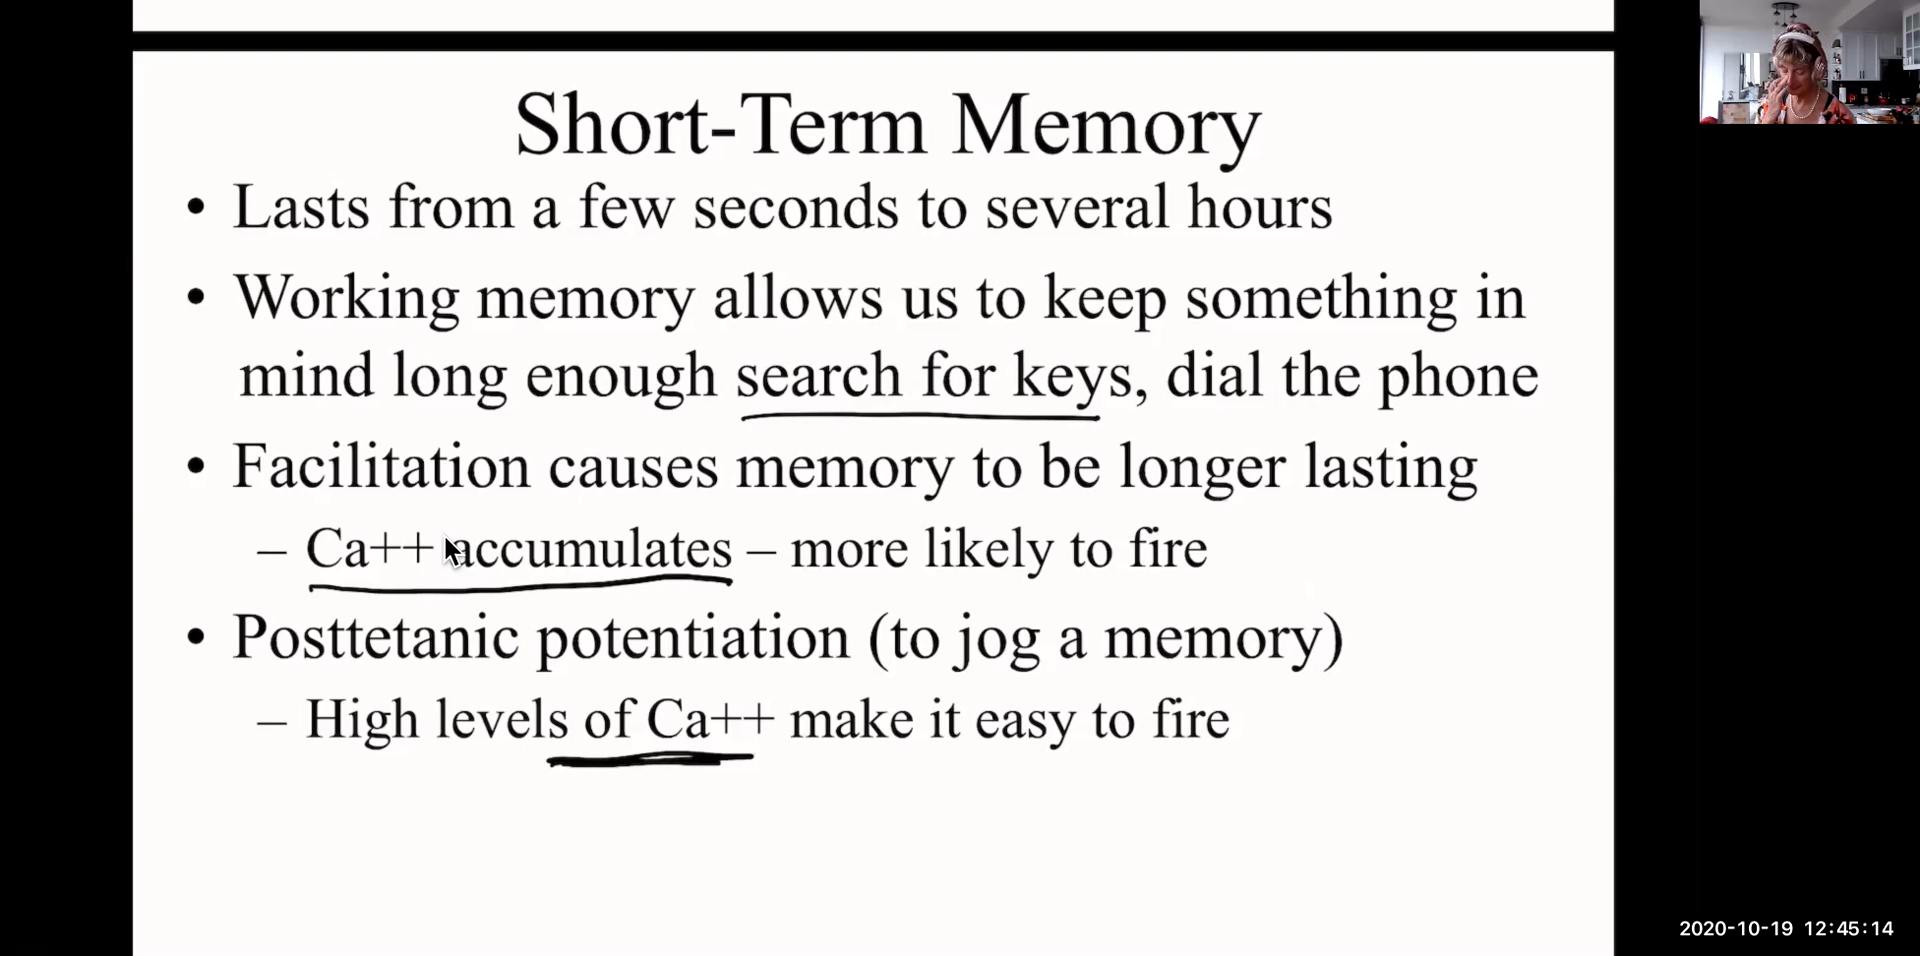 Short-Term Memory
• Lasts from a few seconds to several hours
• Working memory allows us to keep something in
mind long enough search for keys, dial the phone
• Facilitation causes memory to be longer lasting
– Ca++ accumulates – more likely to fire
• Posttetanic potentiation (to jog a memory)
– High levels of Ca++ make it easy to fire
2020-10-19 12:45:14